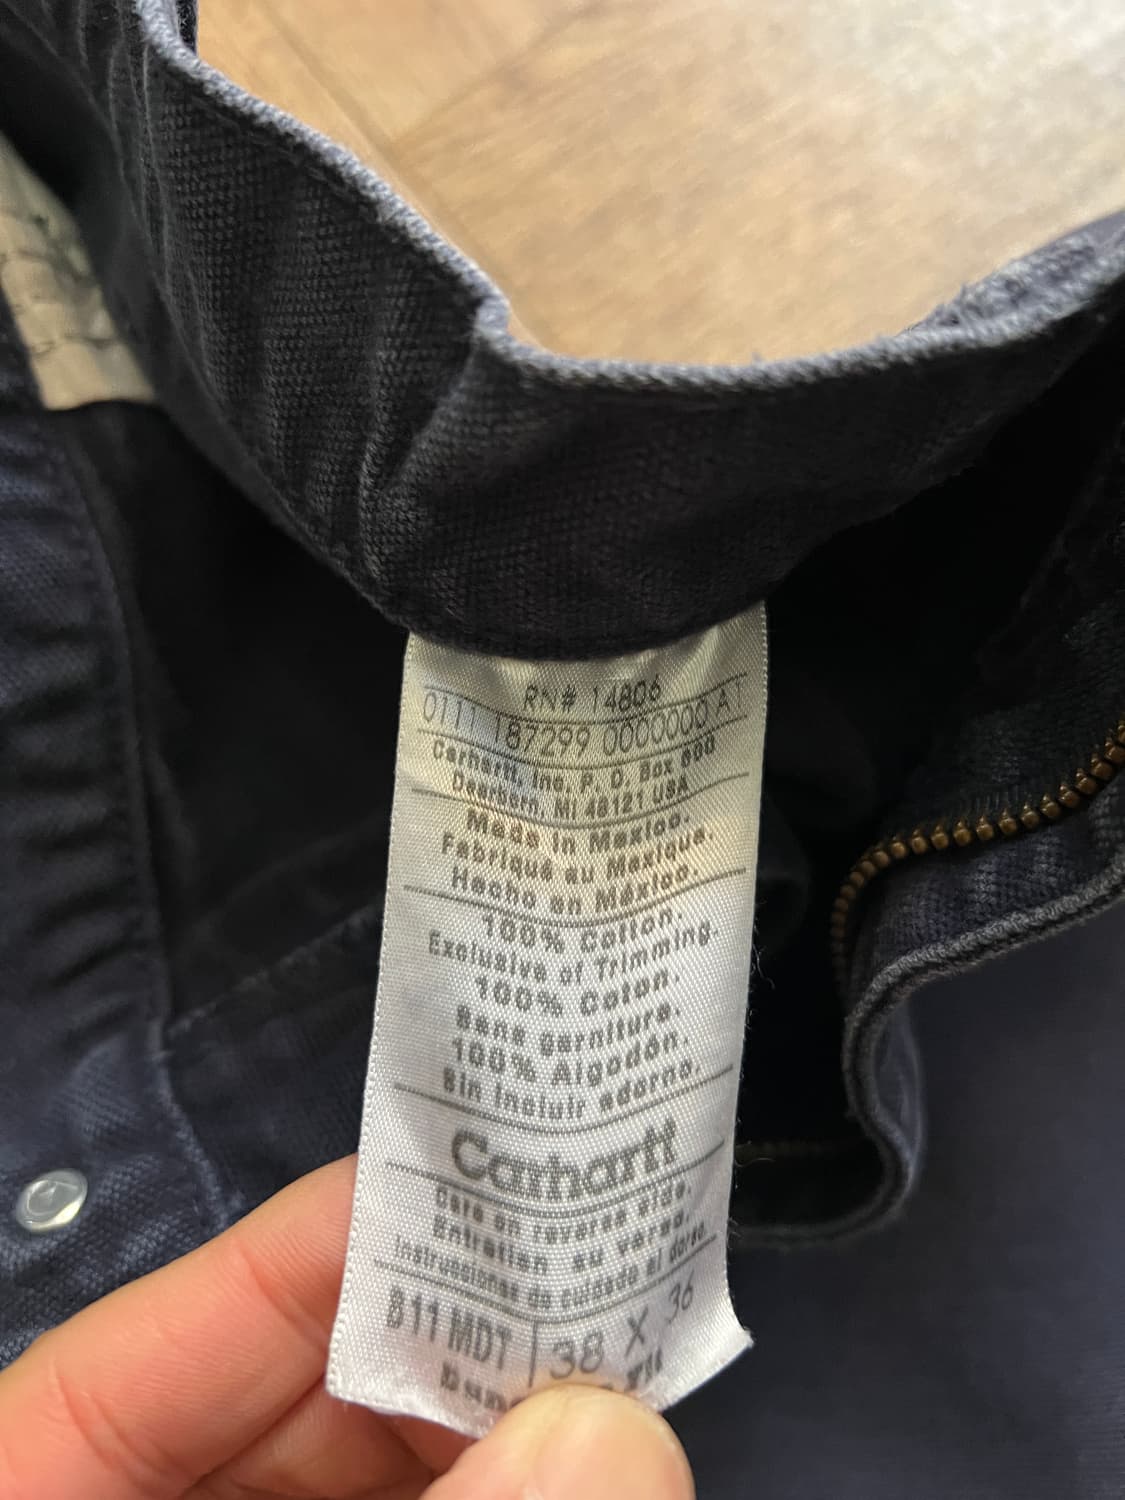 RN# 14806
0111 187299 0000000 A1
Carhartt, Inc. P. O. Box 600
Dearborn, MI 48121 USA
Made in Mexico.
Fabriqué au Mexique.
Hecho en México.
100% Cotton.
Exclusive of Trimming.
100% Coton.
Sans garniture.
100% Algodón.
Sin incluir adorno.
Carhartt
Care on reverse side.
Entretien au verso.
Instrucciones de cuidado al dorso.
B11 MDT 38 X 36